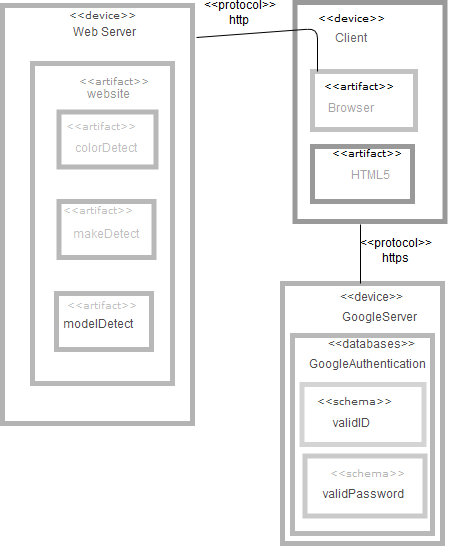 <<device>>
Web Server
<<artifact>>
website
<<artifact>>
colorDetect
<<artifact>>
makeDetect
<<artifact>>
modelDetect
<<protocol>>
http
<<device>>
Client
<<artifact>>
Browser
<<artifact>>
HTML5
<<protocol>>
https
<<device>>
GoogleServer
<<databases>>
GoogleAuthentication
<<schema>>
validID
<<schema>>
validPassword